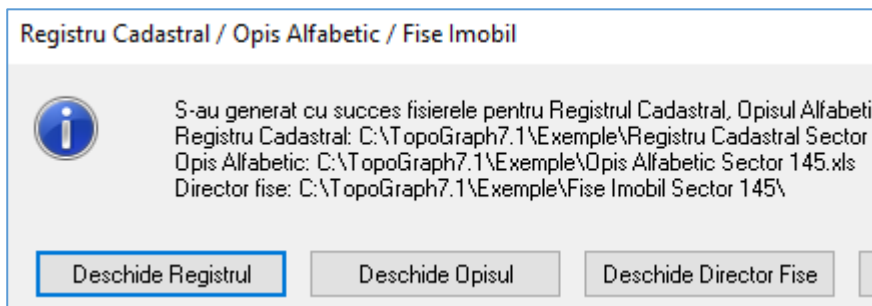 Registru Cadastral / Opis Alfabetic / Fise Imobil
S-au generat cu succes fisierele pentru Registrul Cadastral, Opisul Alfabeti
Registru Cadastral: C:\TopoGraph7.1\Exemple\Registru Cadastral Sector
Opis Alfabetic: C:\TopoGraph7.1\Exemple\Opis Alfabetic Sector 145.xls
Director fise: C:\TopoGraph7.1\Exemple\Fise Imobil Sector 145\
Deschide Registrul Deschide Opisul Deschide Director Fise